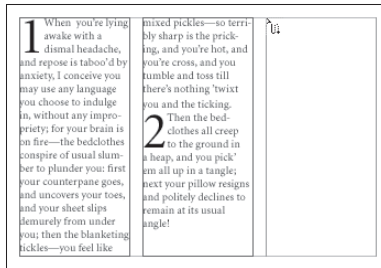 1 When you're lying
awake with a
dismal headache,
and repose is taboo'd by
anxiety, I conceive you
may use any language
you choose to indulge
in, without any impro-
priety; for your brain is
on fire—the bedclothes
conspire of usual slum-
ber to plunder you: first
your counterpane goes,
and uncovers your toes,
and your sheet slips
demurely from under
you; then the blanketing
tickles—you feel like
mixed pickles—so terri-
bly sharp is the prick-
ing, and you're hot, and
you're cross, and you
tumble and toss till
there's nothing 'twixt
you and the ticking.
2 Then the bed-
clothes all creep
to the ground in
a heap, and you pick'
em all up in a tangle;
next your pillow resigns
and politely declines to
remain at its usual
angle!